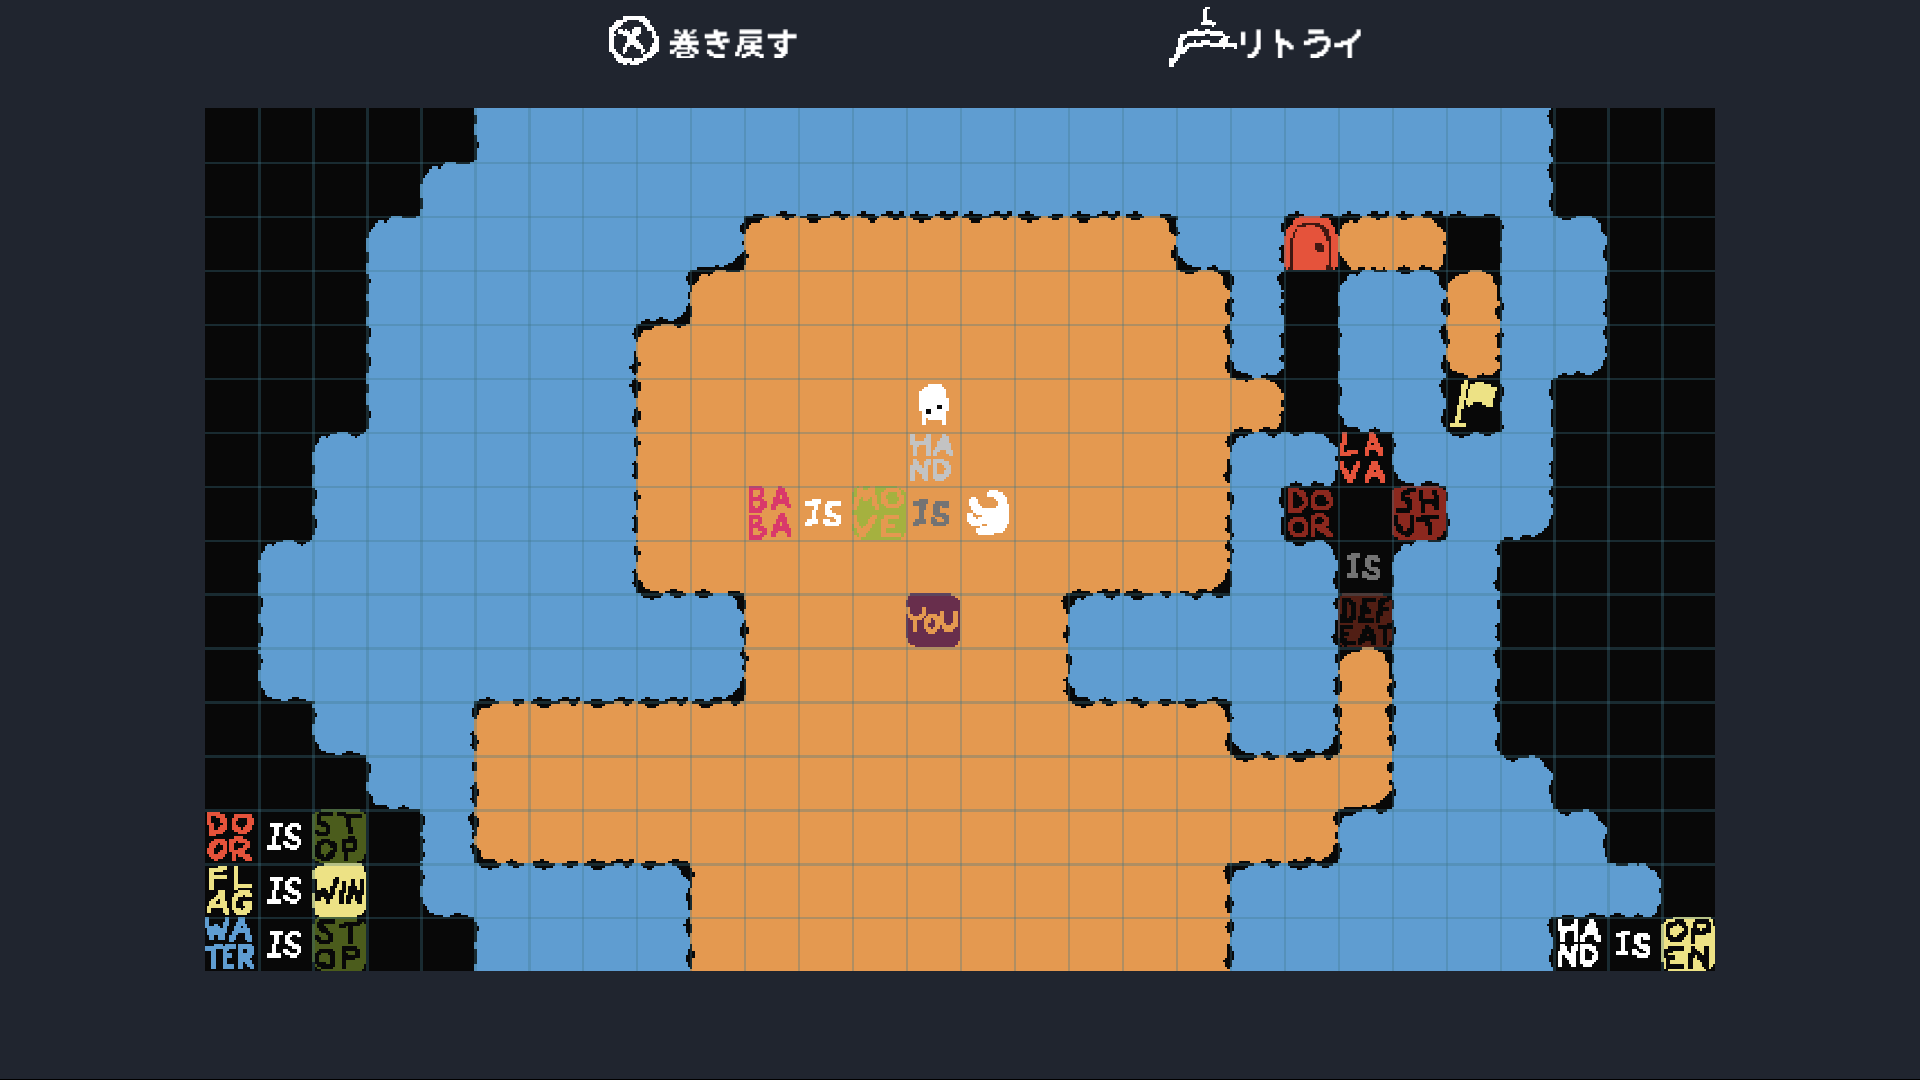 巻き戻す リトライ
HAND
BABA IS MOVE IS
YOU
LAVA
DOOR SHUT
IS
DEFEAT
DOOR IS STOP
FLAG IS WIN
WATER IS STOP
HAND IS OPEN